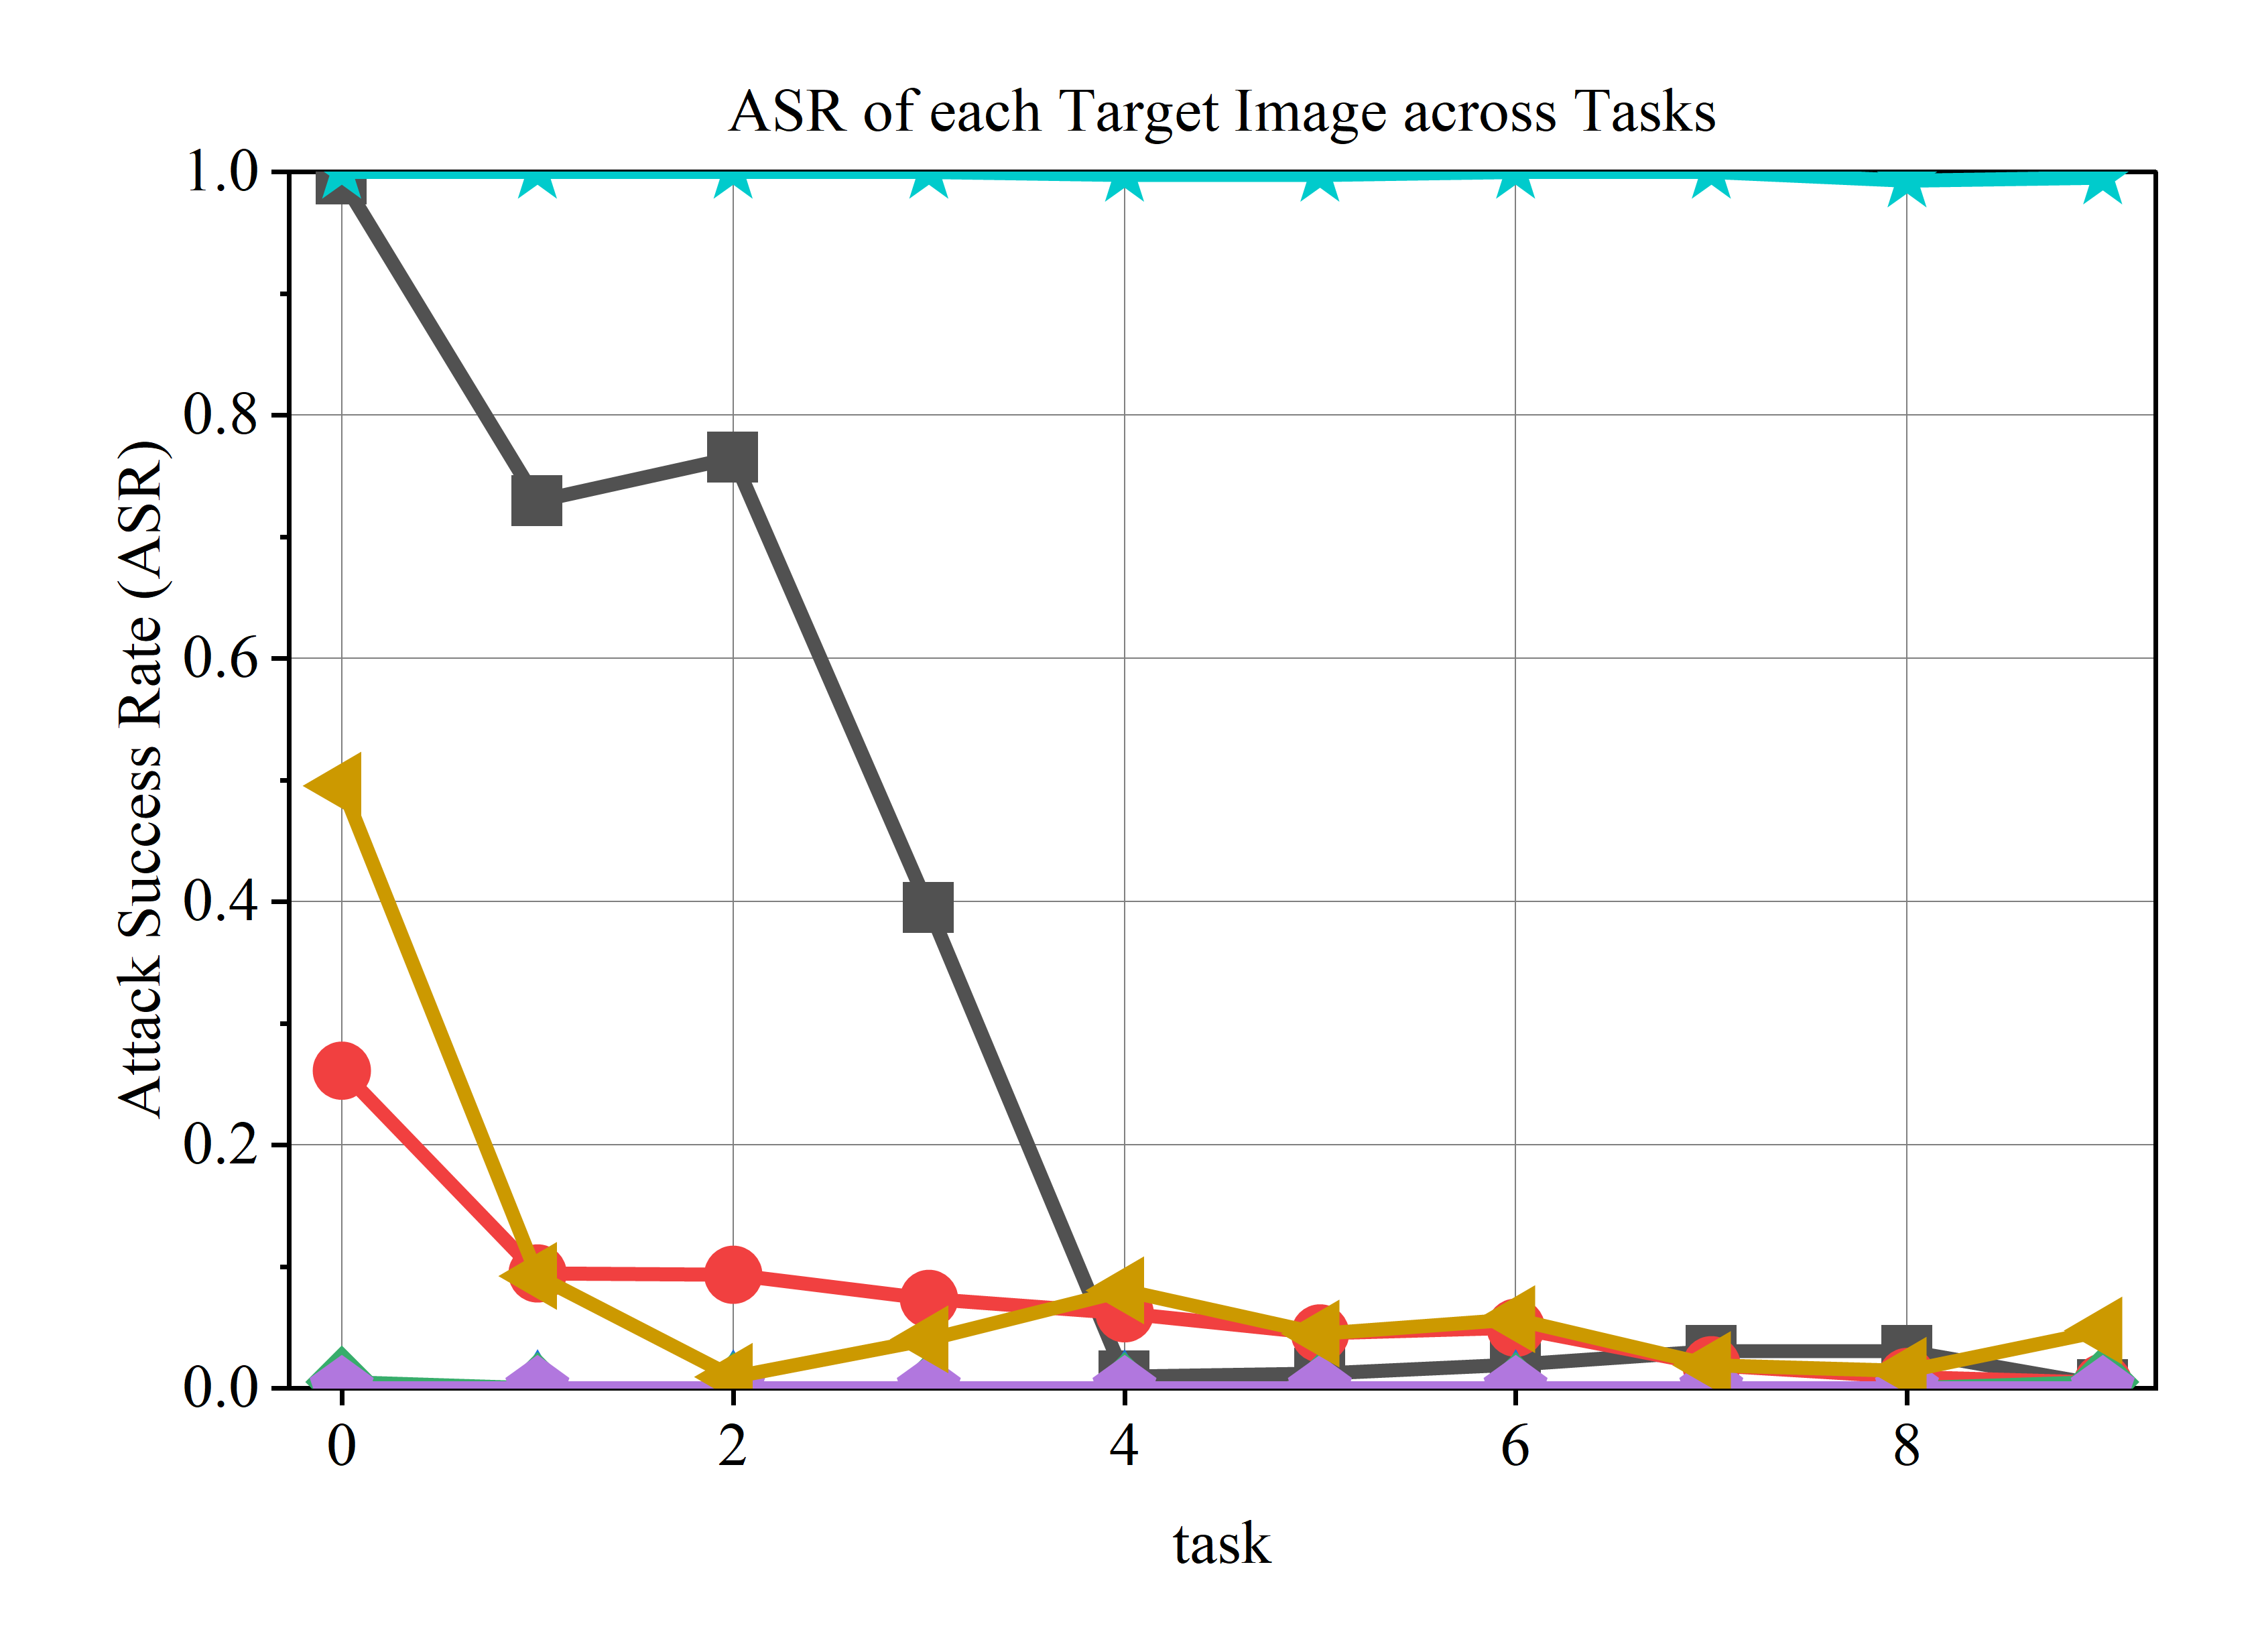 ASR of each Target Image across Tasks
Attack Success Rate (ASR)
1.0
0.8
0.6
0.4
0.2
0.0
0 2 4 6 8
task